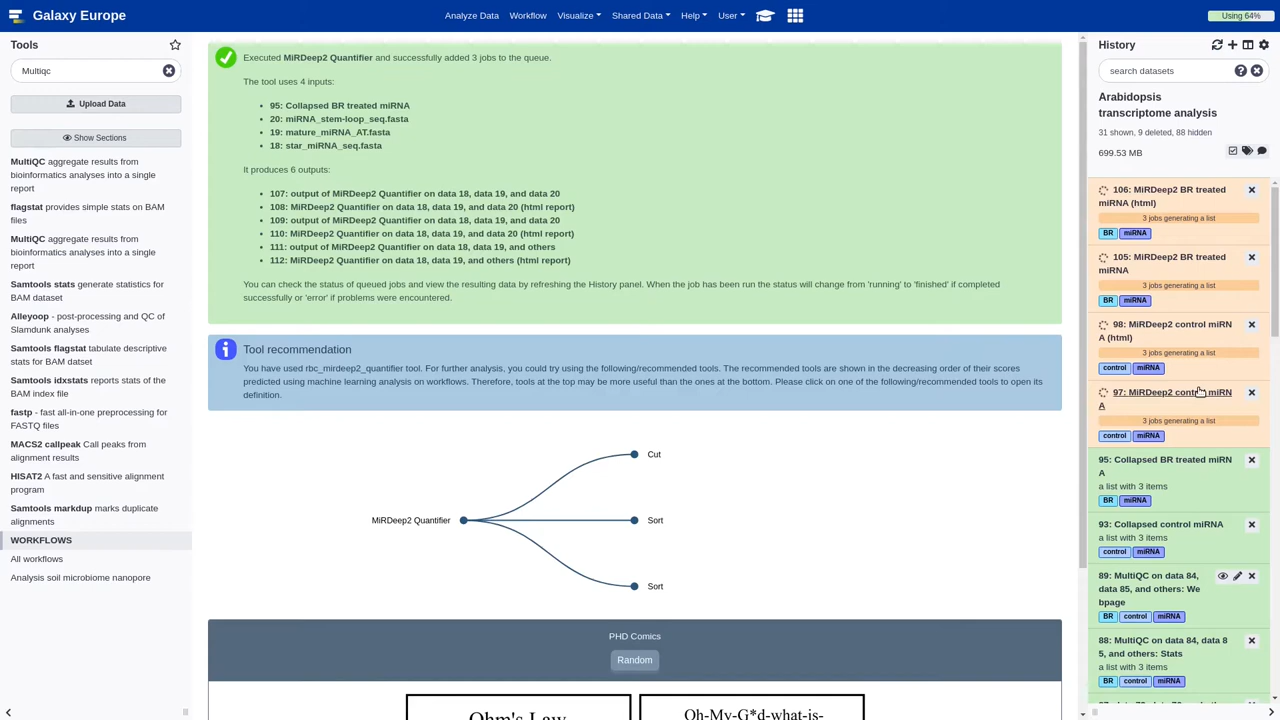 Galaxy Europe
Analyze Data
Workflow
Visualize
Shared Data
Help
User
Using 64%
Tools
Multiqc
Upload Data
Show Sections
MultiQC aggregate results from
bioinformatics analyses into a single
report
flagstat provides simple stats on BAM
files
MultiQC aggregate results from
bioinformatics analyses into a single
report
Samtools stats generate statistics for
BAM dataset
Alleyoop - post-processing and QC of
Slamdunk analyses
Samtools flagstat tabulate descriptive
stats for BAM datset
Samtools idxstats reports stats of the
BAM index file
fastp - fast all-in-one preprocessing for
FASTQ files
MACS2 callpeak Call peaks from
alignment results
HISAT2 A fast and sensitive alignment
program
Samtools markdup marks duplicate
alignments
WORKFLOWS
All workflows
Analysis soil microbiome nanopore
Executed MiRDeep2 Quantifier and successfully added 3 jobs to the queue.
The tool uses 4 inputs:
• 95: Collapsed BR treated miRNA
• 20: miRNA_stem-loop_seq.fasta
• 19: mature_miRNA_AT.fasta
• 18: star_miRNA_seq.fasta
It produces 6 outputs:
• 107: output of MiRDeep2 Quantifier on data 18, data 19, and data 20
• 108: MiRDeep2 Quantifier on data 18, data 19, and data 20 (html report)
• 109: output of MiRDeep2 Quantifier on data 18, data 19, and data 20
• 110: MiRDeep2 Quantifier on data 18, data 19, and data 20 (html report)
• 111: output of MiRDeep2 Quantifier on data 18, data 19, and others
• 112: MiRDeep2 Quantifier on data 18, data 19, and others (html report)
You can check the status of queued jobs and view the resulting data by refreshing the History panel. When the job has been run the status will change from 'running' to 'finished' if completed
successfully or 'error' if problems were encountered.
Tool recommendation
You have used rbc_mirdeep2_quantifier tool. For further analysis, you could try using the following/recommended tools. The recommended tools are shown in the decreasing order of their scores
predicted using machine learning analysis on workflows. Therefore, tools at the top may be more useful than the ones at the bottom. Please click on one of the following/recommended tools to open its
definition.
Cut
MiRDeep2 Quantifier
Sort
Sort
PHD Comics
Random
Ohm's Law
Oh-My-G*d-what-is-
History
search datasets
Arabidopsis
transcriptome analysis
31 shown, 9 deleted, 88 hidden
699.53 MB
106: MiRDeep2 BR treated
miRNA (html)
3 jobs generating a list
BR miRNA
105: MiRDeep2 BR treated
miRNA
3 jobs generating a list
BR miRNA
98: MiRDeep2 control miRN
A (html)
3 jobs generating a list
control miRNA
97: MiRDeep2 control miRN
A
3 jobs generating a list
control miRNA
95: Collapsed BR treated miRN
A
a list with 3 items
BR miRNA
93: Collapsed control miRNA
a list with 3 items
control miRNA
89: MultiQC on data 84,
data 85, and others: We
bpage
BR control miRNA
88: MultiQC on data 84, data 8
5, and others: Stats
a list with 3 items
BR control miRNA